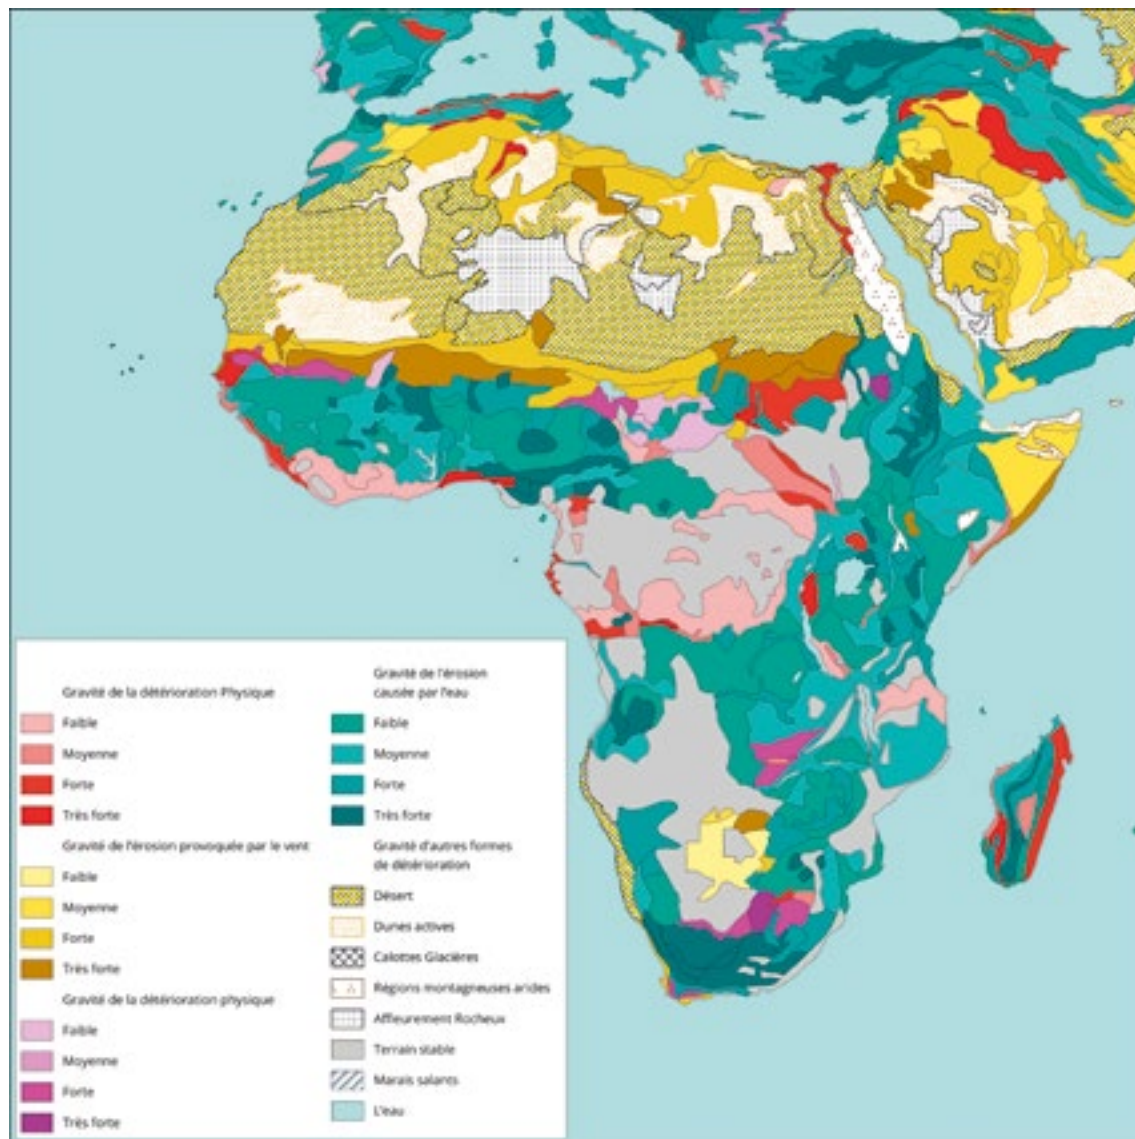 Gravité de la détérioration Physique
Faible
Moyenne
Forte
Très forte
Gravité de l'érosion provoquée par le vent
Faible
Moyenne
Forte
Très forte
Gravité de la détérioration physique
Faible
Moyenne
Forte
Très forte
Gravité de l'érosion
causée par l'eau
Faible
Moyenne
Forte
Très forte
Gravité d'autres formes
de détérioration
Désert
Dunes actives
Calottes Glacières
Régions montagneuses arides
Affleurement Rocheux
Terrain stable
Marais salants
L'eau